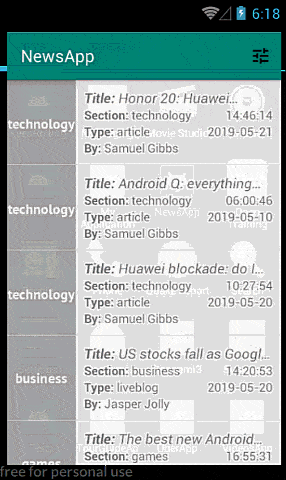 6:18
NewsApp
technology
Title: Honor 20: Huawei...
Section: technology 14:46:14
Type: article 2019-05-21
By: Samuel Gibbs
technology
Title: Android Q: everything...
Section: technology 06:00:46
Type: article 2019-05-10
By: Samuel Gibbs
technology
Title: Huawei blockade: do I...
Section: technology 10:27:54
Type: article 2019-05-20
By: Samuel Gibbs
business
Title: US stocks fall as Googl...
Section: business 14:20:53
Type: liveblog 2019-05-20
By: Jasper Jolly
games
Title: The best new Android...
Section: games 16:55:31
free for personal use